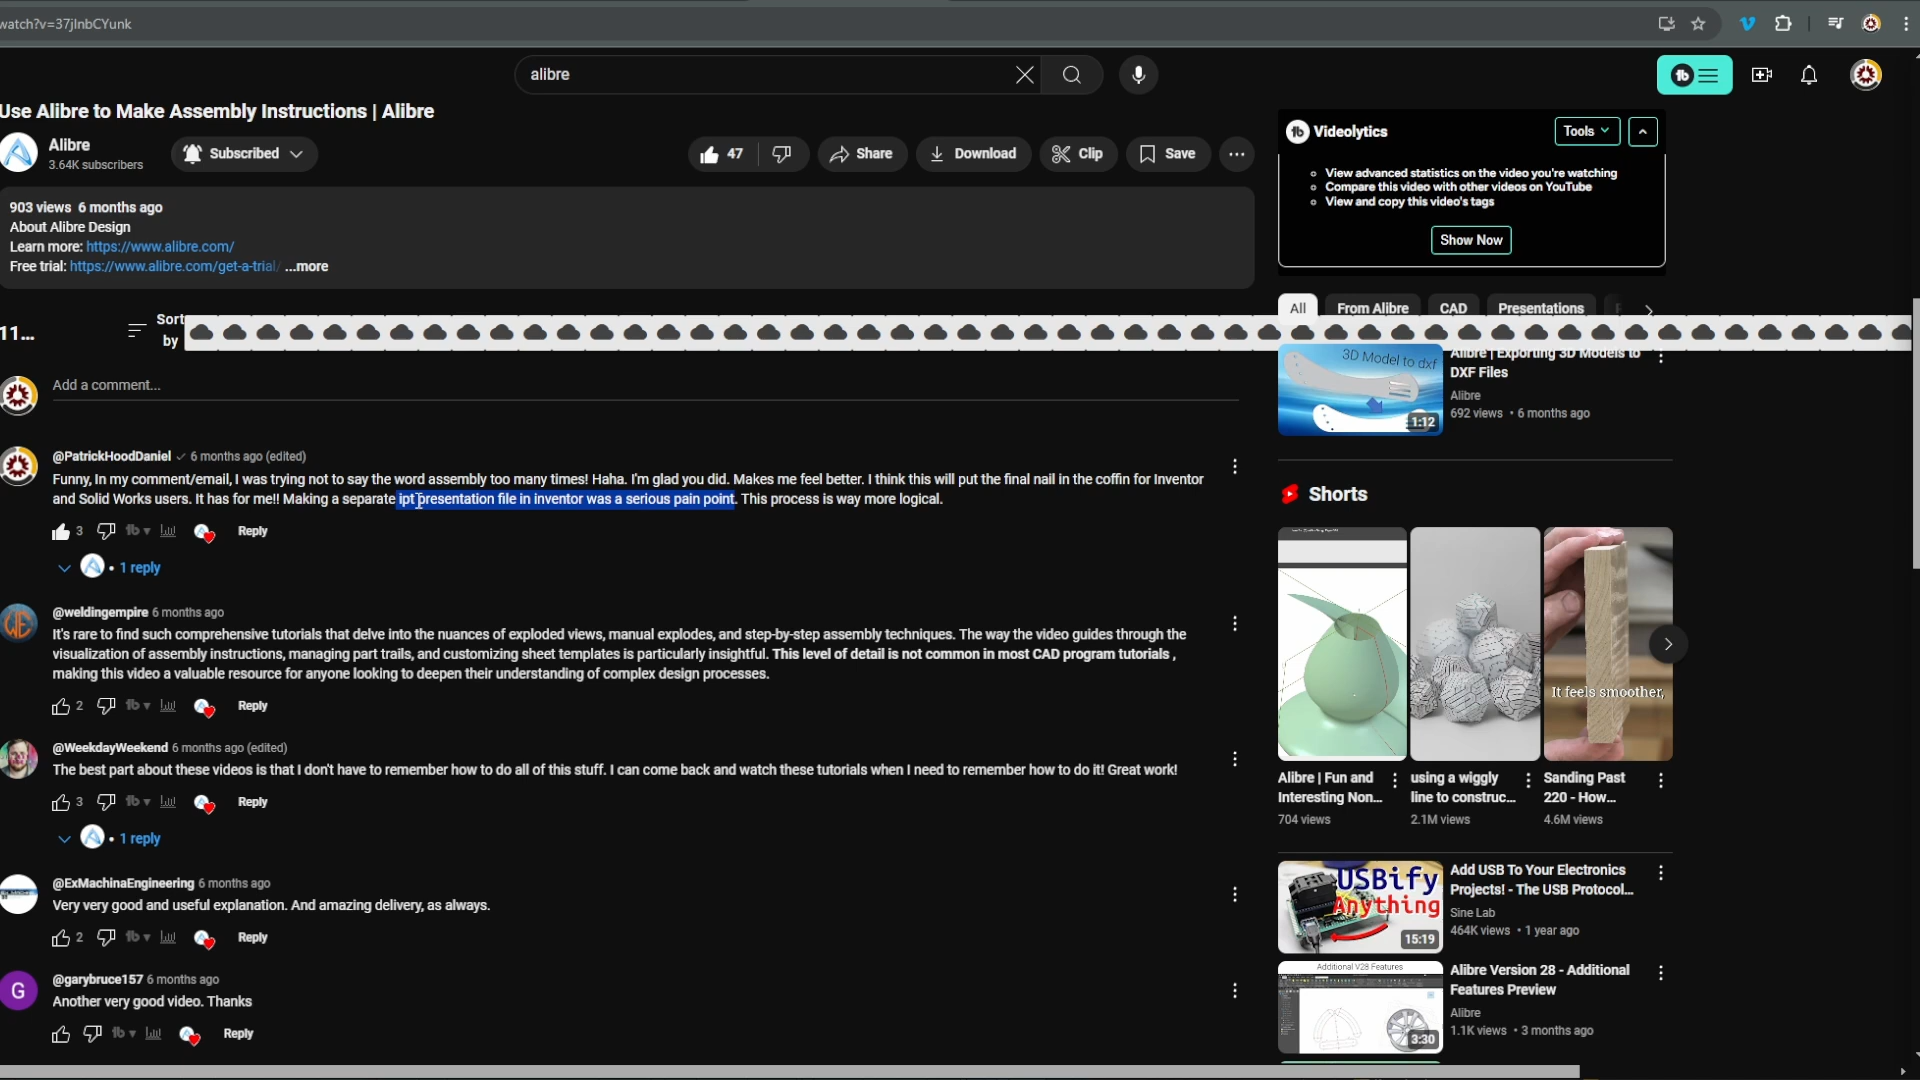 watch?v=37jlnbCYunk
alibre
Use Alibre to Make Assembly Instructions | Alibre
Alibre
3.64K subscribers
Subscribed
47
Share
Download
Clip
Save
903 views 6 months ago
About Alibre Design
Learn more: https://www.alibre.com/
Free trial: https://www.alibre.com/get-a-trial/ ...more
11...
Sort
by
Add a comment...
@PatrickHoodDaniel 6 months ago (edited)
Funny, In my comment/email, I was trying not to say the word assembly too many times! Haha. I'm glad you did. Makes me feel better. I think this will put the final nail in the coffin for Inventor
and Solid Works users. It has for me!! Making a separate ipt presentation file in inventor was a serious pain point. This process is way more logical.
3
Reply
• 1 reply
@weldingempire 6 months ago
It's rare to find such comprehensive tutorials that delve into the nuances of exploded views, manual explodes, and step-by-step assembly techniques. The way the video guides through the
visualization of assembly instructions, managing part trails, and customizing sheet templates is particularly insightful. This level of detail is not common in most CAD program tutorials ,
making this video a valuable resource for anyone looking to deepen their understanding of complex design processes.
2
Reply
@WeekdayWeekend 6 months ago (edited)
The best part about these videos is that I don't have to remember how to do all of this stuff. I can come back and watch these tutorials when I need to remember how to do it! Great work!
3
Reply
• 1 reply
@ExMachinaEngineering 6 months ago
Very very good and useful explanation. And amazing delivery, as always.
2
Reply
G
@garybruce157 6 months ago
Another very good video. Thanks
Reply
Videolytics
Tools
View advanced statistics on the video you're watching
Compare this video with other videos on YouTube
View and copy this video's tags
Show Now
All
From Alibre
CAD
Presentations
3D Model to dxf
1:12
Alibre | Exporting 3D Models to
DXF Files
Alibre
692 views • 6 months ago
Shorts
It feels smoother,
Alibre | Fun and
Interesting Non...
704 views
using a wiggly
line to construc...
2.1M views
Sanding Past
220 - How...
4.6M views
USBify
Anything
15:19
Add USB To Your Electronics
Projects! - The USB Protocol...
Sine Lab
464K views • 1 year ago
Additional V28 Features
3:30
Alibre Version 28 - Additional
Features Preview
Alibre
1.1K views • 3 months ago